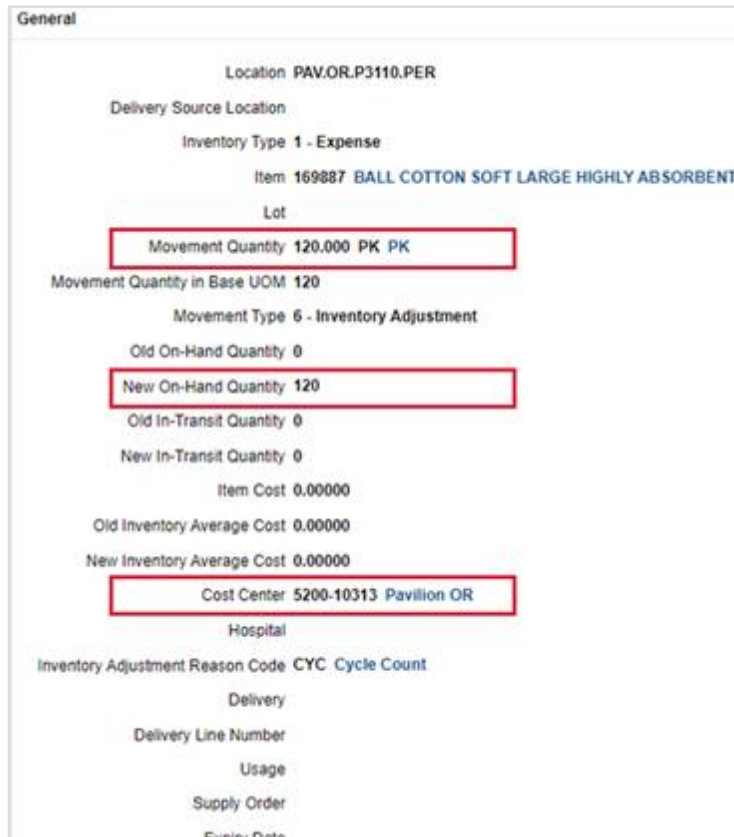 General
Location PAV.OR.P3110.PER
Delivery Source Location
Inventory Type 1 - Expense
Item 169887 BALL COTTON SOFT LARGE HIGHLY ABSORBENT
Lot
Movement Quantity 120.000 PK PK
Movement Quantity in Base UOM 120
Movement Type 6 - Inventory Adjustment
Old On-Hand Quantity 0
New On-Hand Quantity 120
Old In-Transit Quantity 0
New In-Transit Quantity 0
Item Cost 0.00000
Old Inventory Average Cost 0.00000
New Inventory Average Cost 0.00000
Cost Center 5200-10313 Pavilion OR
Hospital
Inventory Adjustment Reason Code CYC Cycle Count
Delivery
Delivery Line Number
Usage
Supply Order
Expiry Date